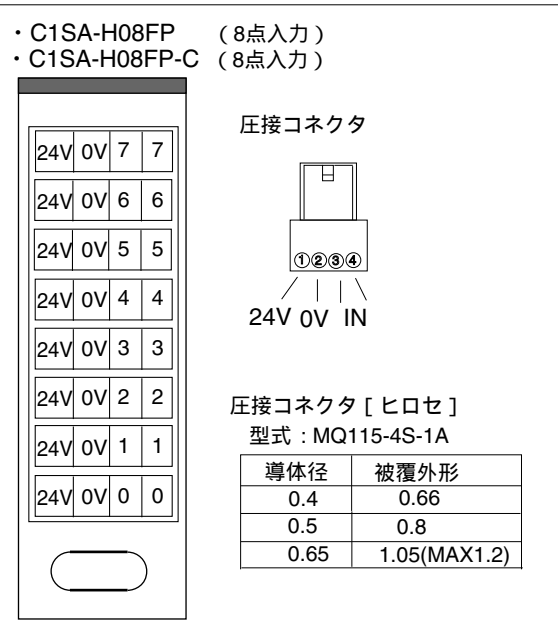 ・C1SA-H08FP （8点入力）
・C1SA-H08FP-C （8点入力）
24V 0V 7 7
24V 0V 6 6
24V 0V 5 5
24V 0V 4 4
24V 0V 3 3
24V 0V 2 2
24V 0V 1 1
24V 0V 0 0
圧接コネクタ
①②③④
24V 0V IN
圧接コネクタ [ ヒロセ ]
型式：MQ115-4S-1A
導体径 被覆外形
0.4 0.66
0.5 0.8
0.65 1.05(MAX1.2)